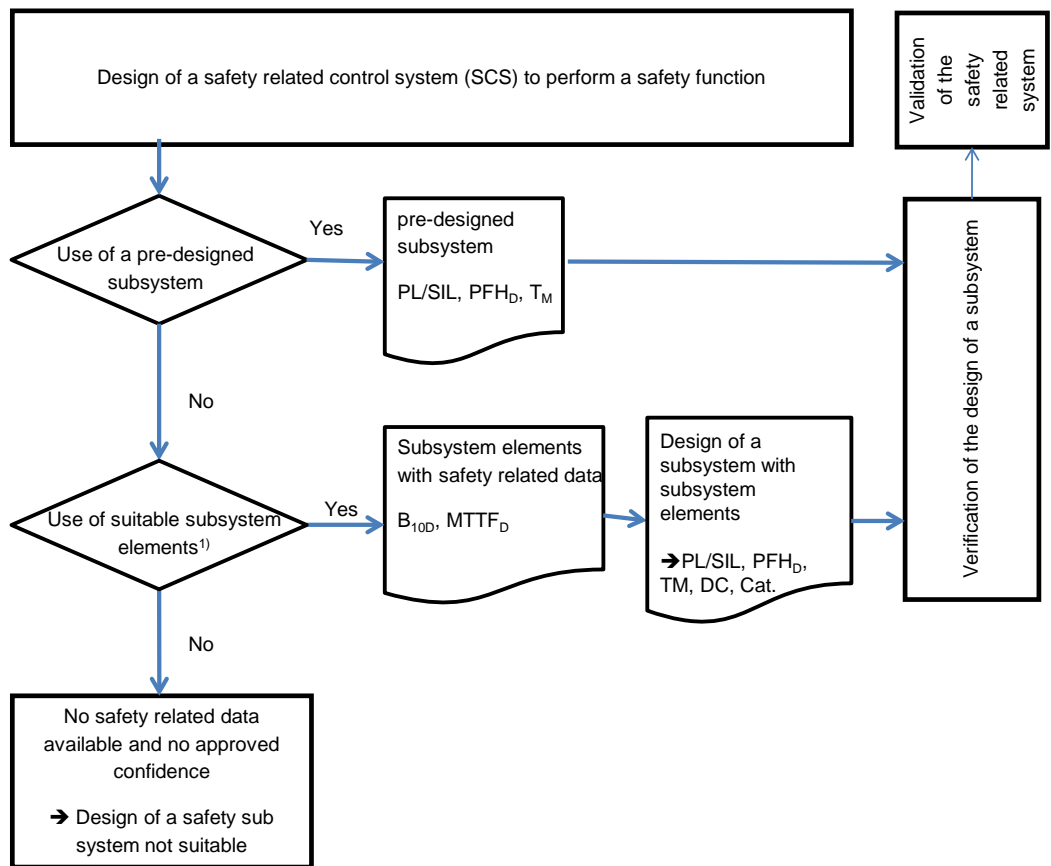 Design of a safety related control system (SCS) to perform a safety function
Validation
of the
safety
related
system
Use of a pre-designed
subsystem
Yes
pre-designed
subsystem
PL/SIL, PFHD, TM
Verification of the design of a subsystem
No
Use of suitable subsystem
elements1)
Yes
Subsystem elements
with safety related data
B10D, MTTFD
Design of a
subsystem with
subsystem
elements
➔PL/SIL, PFHD,
TM, DC, Cat.
No
No safety related data
available and no approved
confidence
➔ Design of a safety sub
system not suitable